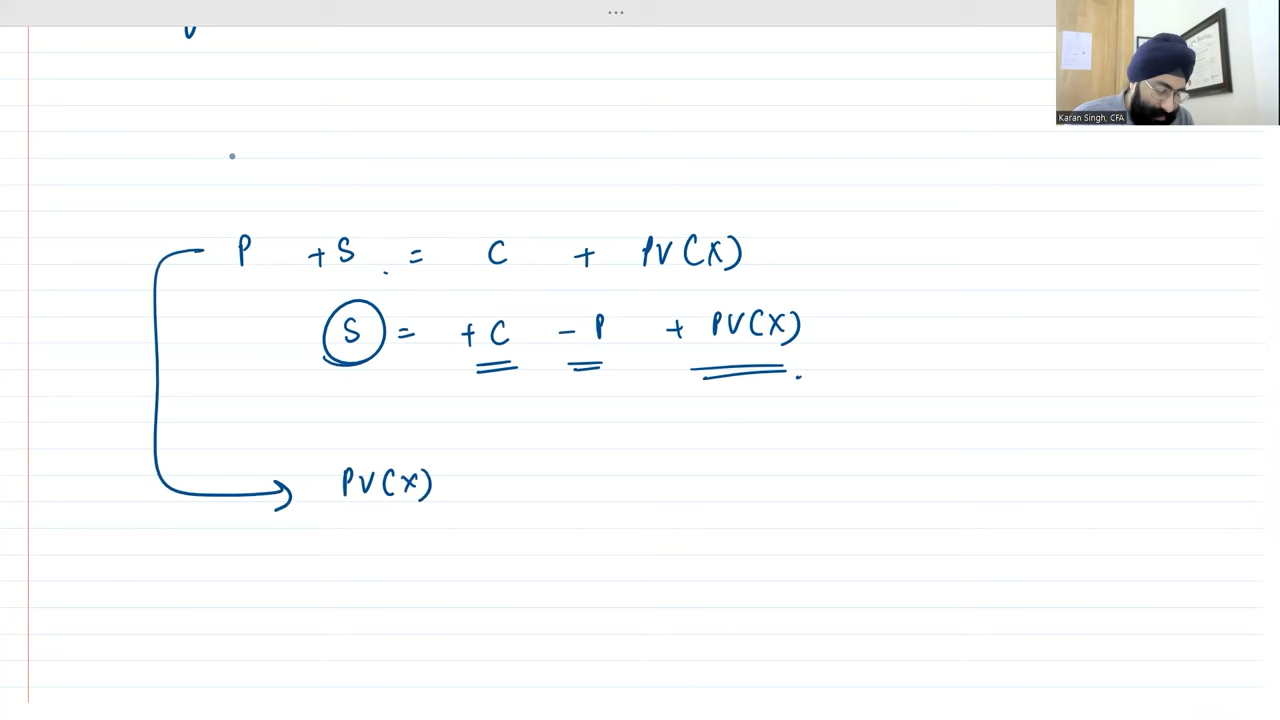 Karan Singh, CFA
P + S = C + PV(X)
S = + C - P + PV(X)
PV(X)